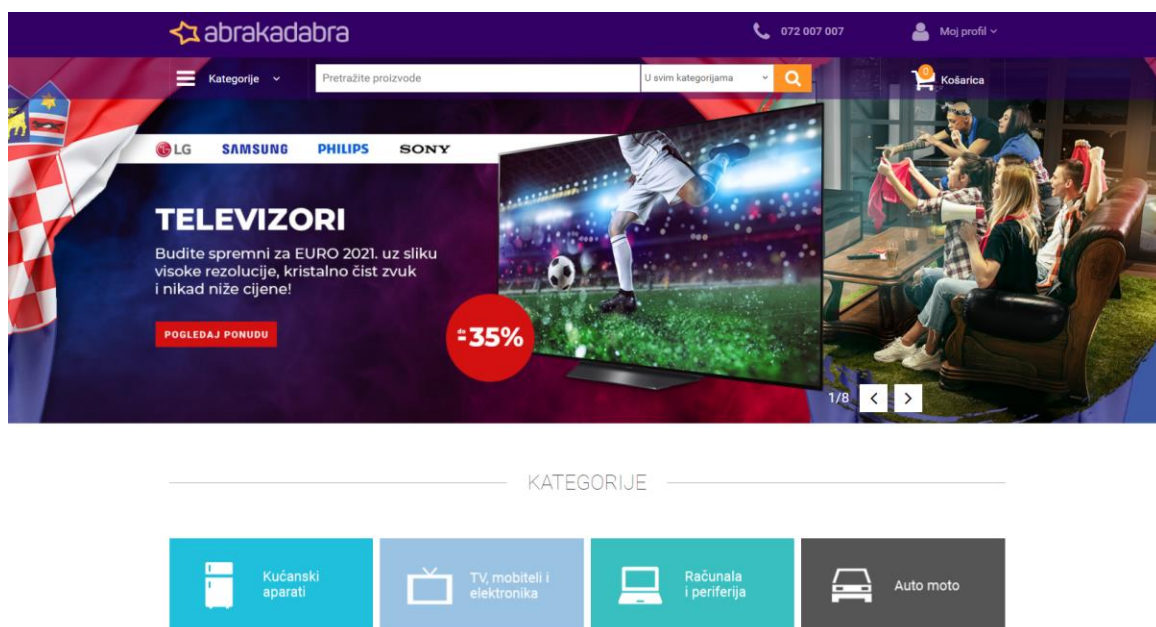 abrakadabra
072 007 007
Moj profil
Kategorije
Pretražite proizvode
U svim kategorijama
0
Košarica
LG SAMSUNG PHILIPS SONY
TELEVIZORI
Budite spremni za EURO 2021. uz sliku
visoke rezolucije, kristalno čist zvuk
i nikad niže cijene!
POGLEDAJ PONUDU
do
-35%
1/8
KATEGORIJE
Kućanski
aparati
TV, mobiteli i
elektronika
Računala
i periferija
Auto moto